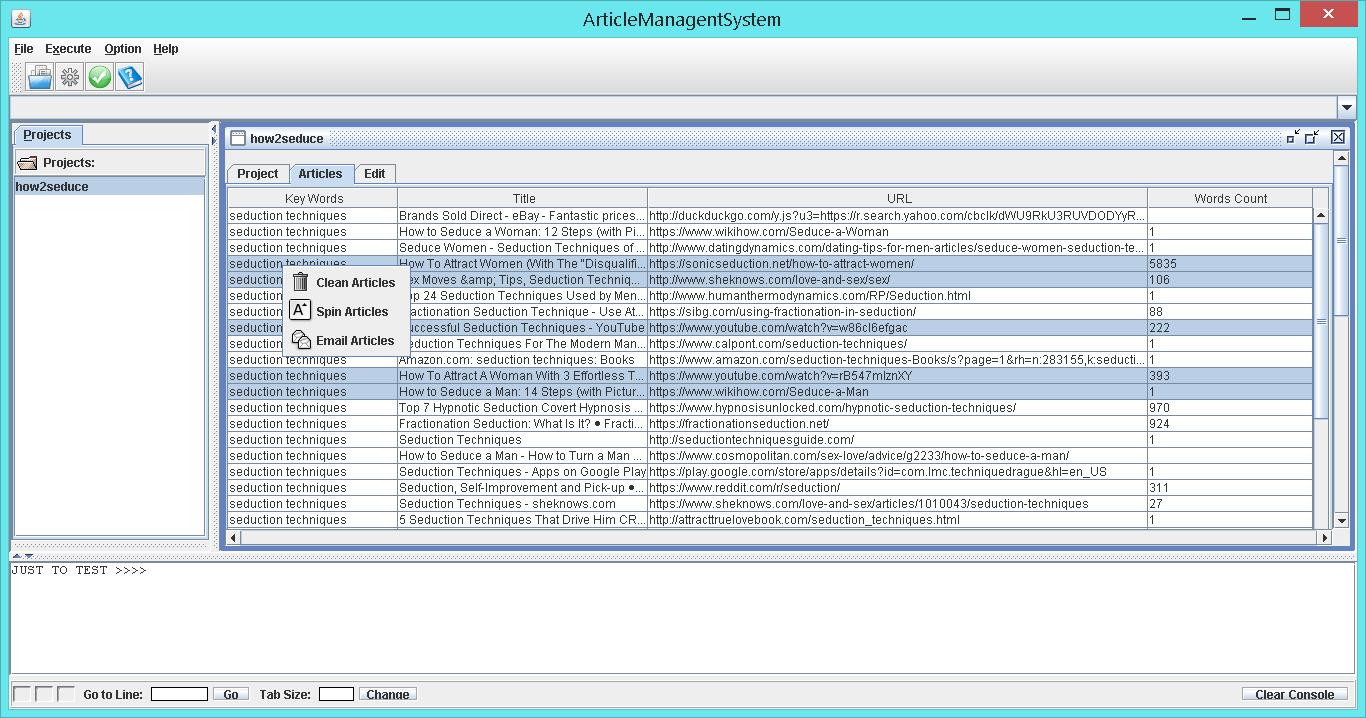 ArticleManagentSystem
File Execute Option Help
Projects
Projects:
how2seduce
how2seduce
Project Articles Edit
Key Words Title URL Words Count
seduction techniques Brands Sold Direct - eBay - Fantastic prices... http://duckduckgo.com/y.js?u3=https://r.search.yahoo.com/cbclk/dWU9RkU3RUVDODYyR...
seduction techniques How to Seduce a Woman: 12 Steps (with Pi... https://www.wikihow.com/Seduce-a-Woman 1
seduction techniques Seduce Women - Seduction Techniques of ... http://www.datingdynamics.com/dating-tips-for-men-articles/seduce-women-seduction-te... 1
seduction techniques How To Attract Women (With The "Disqualifi... https://sonicseduction.net/how-to-attract-women/ 5835
seduction ex Moves &amp; Tips, Seduction Techniq... http://www.sheknows.com/love-and-sex/sex/ 106
seduction op 24 Seduction Techniques Used by Men... http://www.humanthermodynamics.com/RP/Seduction.html 1
seduction ractionation Seduction Technique - Use At... https://sibg.com/using-fractionation-in-seduction/ 88
seduction uccessful Seduction Techniques - YouTube https://www.youtube.com/watch?v=w86cI6efgac 222
seduction eduction Techniques For The Modern Man... http://www.calpont.com/seduction-techniques/ 1
seduction techniques Amazon.com: seduction techniques: Books https://www.amazon.com/seduction-techniques-Books/s?page=1&rh=n:283155,k:seducti... 1
seduction techniques How To Attract A Woman With 3 Effortless T... https://www.youtube.com/watch?v=rB547mIznXY 393
seduction techniques How to Seduce a Man: 14 Steps (with Pictur... https://www.wikihow.com/Seduce-a-Man 1
seduction techniques Top 7 Hypnotic Seduction Covert Hypnosis ... https://www.hypnosisunlocked.com/hypnotic-seduction-techniques/ 970
seduction techniques Fractionation Seduction: What Is It? • Fracti... https://fractionationseduction.net/ 924
seduction techniques Seduction Techniques http://seductiontechniquesguide.com/ 1
seduction techniques How to Seduce a Man - How to Turn a Man ... http://www.cosmopolitan.com/sex-love/advice/g2233/how-to-seduce-a-man/
seduction techniques Seduction Techniques - Apps on Google Play https://play.google.com/store/apps/details?id=com.lmc.techniquedrague&hl=en_US 1
seduction techniques Seduction, Self-Improvement and Pick-up •... https://www.reddit.com/r/seduction/ 311
seduction techniques Seduction Techniques - sheknows.com https://www.sheknows.com/love-and-sex/articles/1010043/seduction-techniques 27
seduction techniques 5 Seduction Techniques That Drive Him CR... http://attracttruelovebook.com/seduction_techniques.html 1
Clean Articles
Spin Articles
Email Articles
JUST TO TEST >>>>
Go to Line: Go Tab Size: Change Clear Console